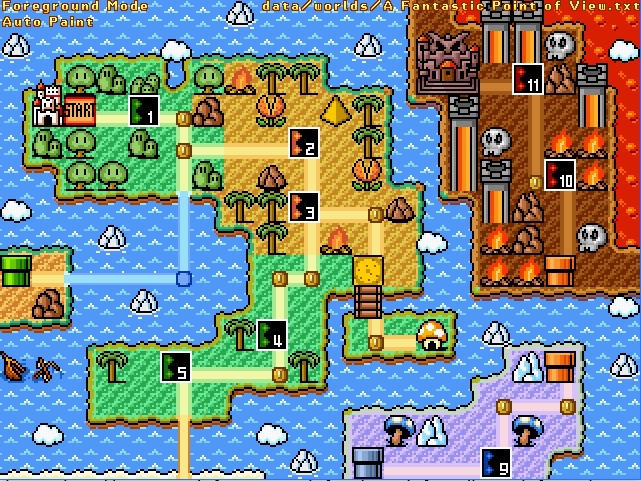 Foreground Mode
data/worlds/A Fantastic Point of View.txt
Auto Paint
START
1
2
3
4
5
9
10
11